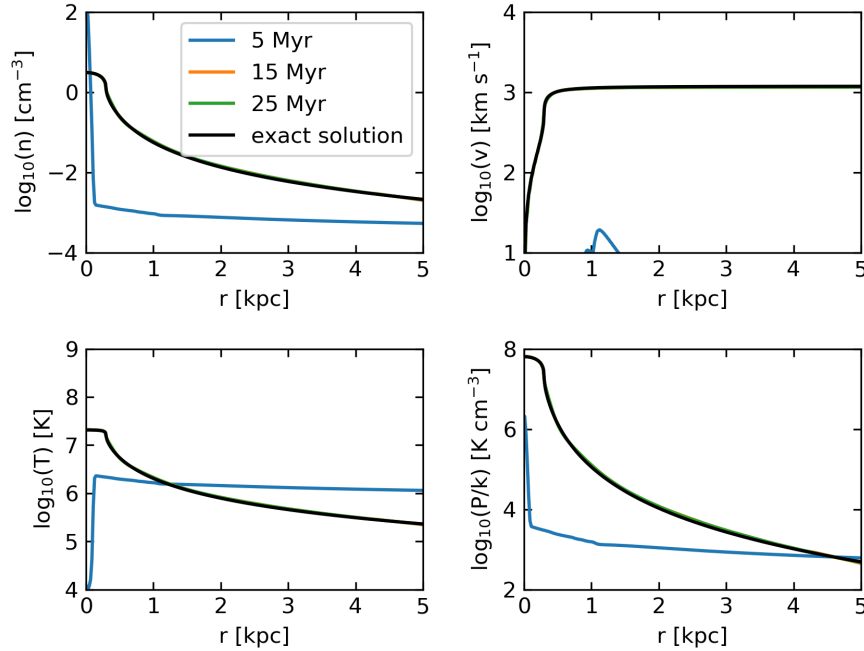 2
0
−2
−4
log₁₀(n) [cm⁻³]
0 1 2 3 4 5
r [kpc]
5 Myr
15 Myr
25 Myr
exact solution
4
3
2
1
log₁₀(v) [km s⁻¹]
0 1 2 3 4 5
r [kpc]
9
8
7
6
5
4
log₁₀(T) [K]
0 1 2 3 4 5
r [kpc]
8
6
4
2
log₁₀(P/k) [K cm⁻³]
0 1 2 3 4 5
r [kpc]